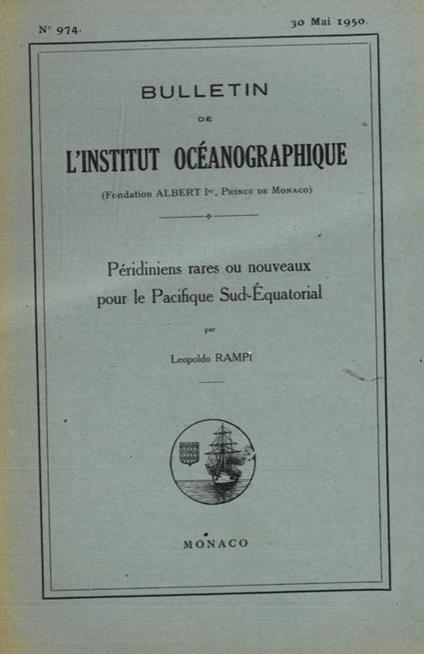 N° 974.
30 Mai 1950.
BULLETIN
DE
L'INSTITUT OCÉANOGRAPHIQUE
(Fondation ALBERT Ier, PRINCE DE MONACO)
Péridiniens rares ou nouveaux
pour le Pacifique Sud-Équatorial
par
Leopoldo RAMPI
MONACO